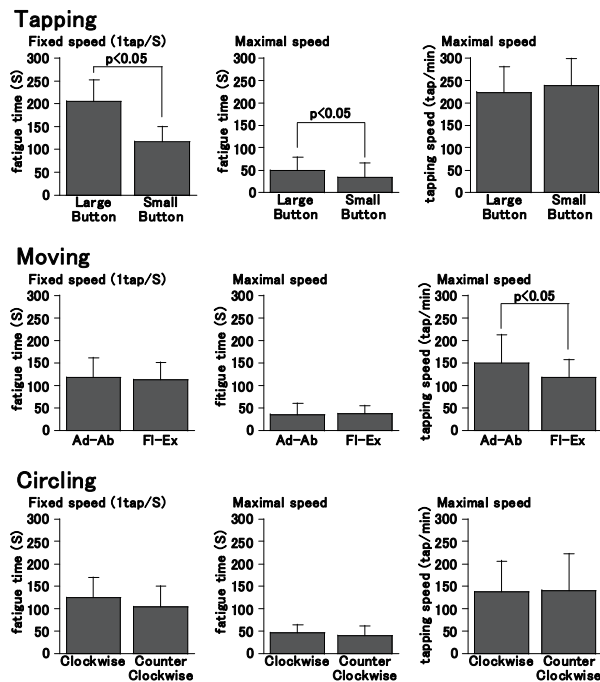 Tapping
Fixed speed (1tap/S)
fatigue time (S)
300
250
200
150
100
50
0
p<0.05
Large Button
Small Button
Maximal speed
fatigue time (S)
300
250
200
150
100
50
0
p<0.05
Large Button
Small Button
Maximal speed
tapping speed (tap/min)
300
250
200
150
100
50
0
Large Button
Small Button
Moving
Fixed speed (1tap/S)
fatigue time (S)
300
250
200
150
100
50
0
Ad-Ab
Fl-Ex
Maximal speed
fitigue time (S)
300
250
200
150
100
50
0
Ad-Ab
Fl-Ex
Maximal speed
tapping speed (tap/min)
300
250
200
150
100
50
0
p<0.05
Ad-Ab
Fl-Ex
Circling
Fixed speed (1tap/S)
fatigue time (S)
300
250
200
150
100
50
0
Clockwise
Counter Clockwise
Maximal speed
fatigue time (S)
300
250
200
150
100
50
0
Clockwise
Counter Clockwise
Maximal speed
tapping speed (tap/min)
300
250
200
150
100
50
0
Clockwise
Counter Clockwise